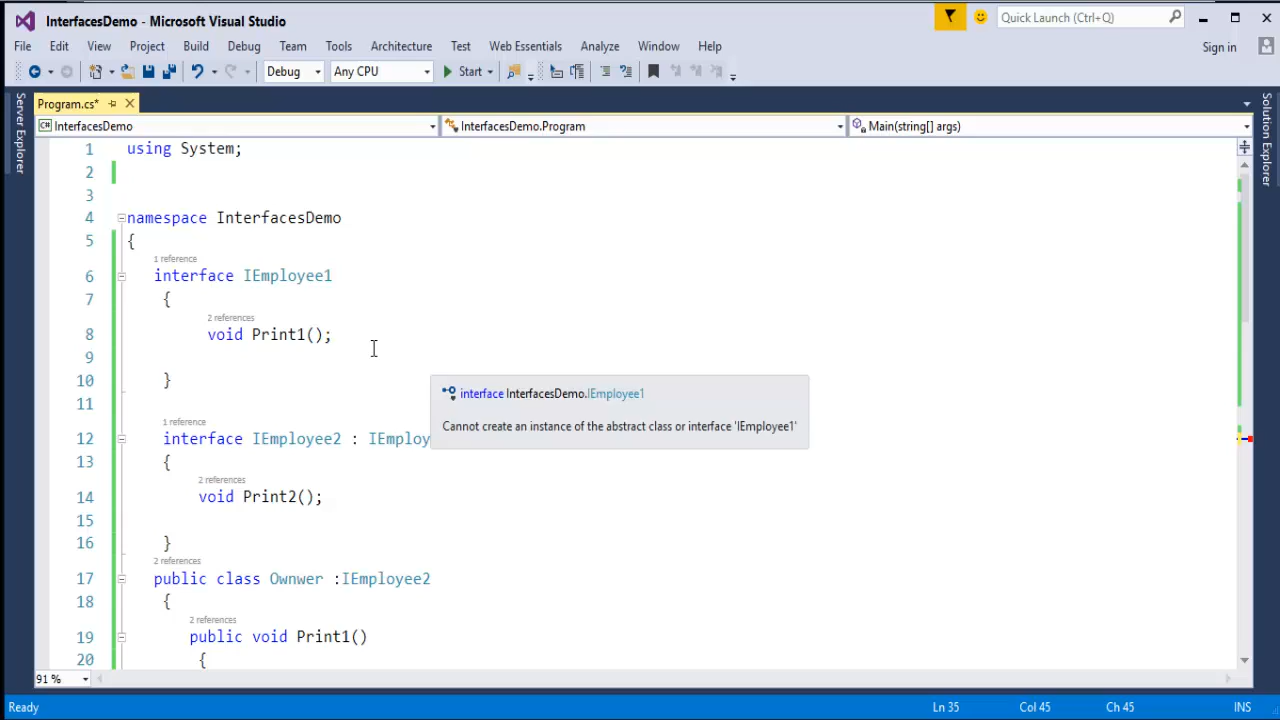 InterfacesDemo - Microsoft Visual Studio
Quick Launch (Ctrl+Q)
File Edit View Project Build Debug Team Tools Architecture Test Web Essentials Analyze Window Help
Sign in
Debug Any CPU Start
Program.cs*
Server Explorer
Solution Explorer
InterfacesDemo InterfacesDemo.Program Main(string[] args)
1 using System;
2
3
4 namespace InterfacesDemo
5 {
1 reference
6 interface IEmployee1
7 {
2 references
8 void Print1();
9
10 }
11
1 reference
12 interface IEmployee2 : IEmploy
13 {
2 references
14 void Print2();
15
16 }
2 references
17 public class Ownwer :IEmployee2
18 {
2 references
19 public void Print1()
20 {
interface InterfacesDemo.IEmployee1
Cannot create an instance of the abstract class or interface 'IEmployee1'
91 %
Ready Ln 35 Col 45 Ch 45 INS